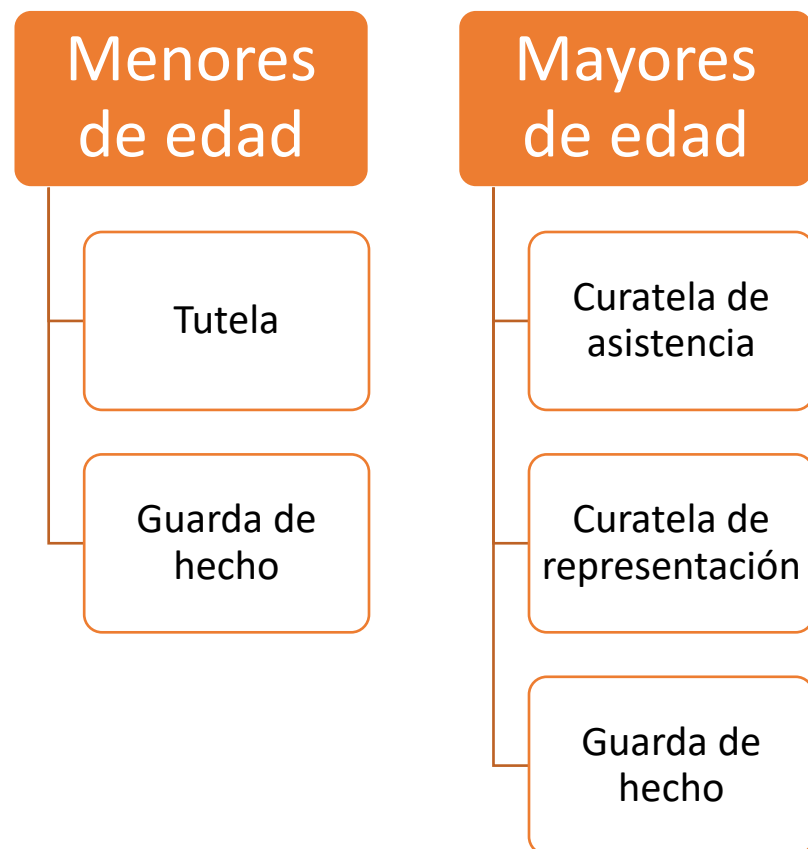 Menores
de edad
Tutela
Guarda de
hecho
Mayores
de edad
Curatela de
asistencia
Curatela de
representación
Guarda de
hecho